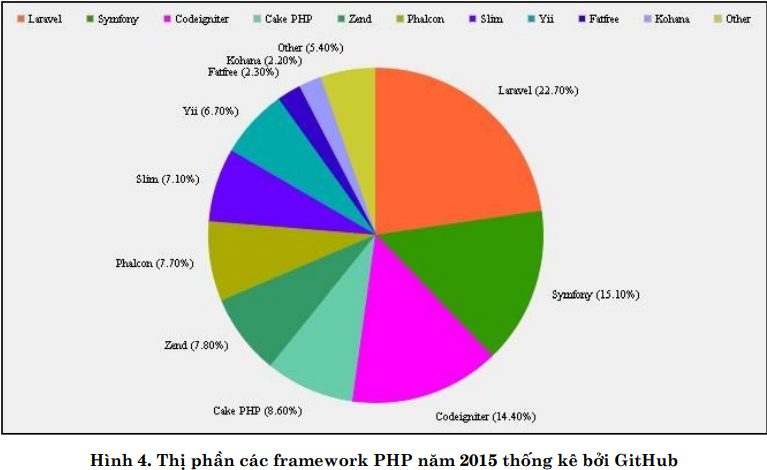 Laravel Symfony Codeigniter Cake PHP Zend Phalcon Slim Yii Fatfree Kohana Other
Other (5.40%)
Kohana (2.20%)
Fatfree (2.30%)
Laravel (22.70%)
Yii (6.70%)
Slim (7.10%)
Phalcon (7.70%)
Symfony (15.10%)
Zend (7.80%)
Cake PHP (8.60%)
Codeigniter (14.40%)
Hình 4. Thị phần các framework PHP năm 2015 thống kê bởi GitHub